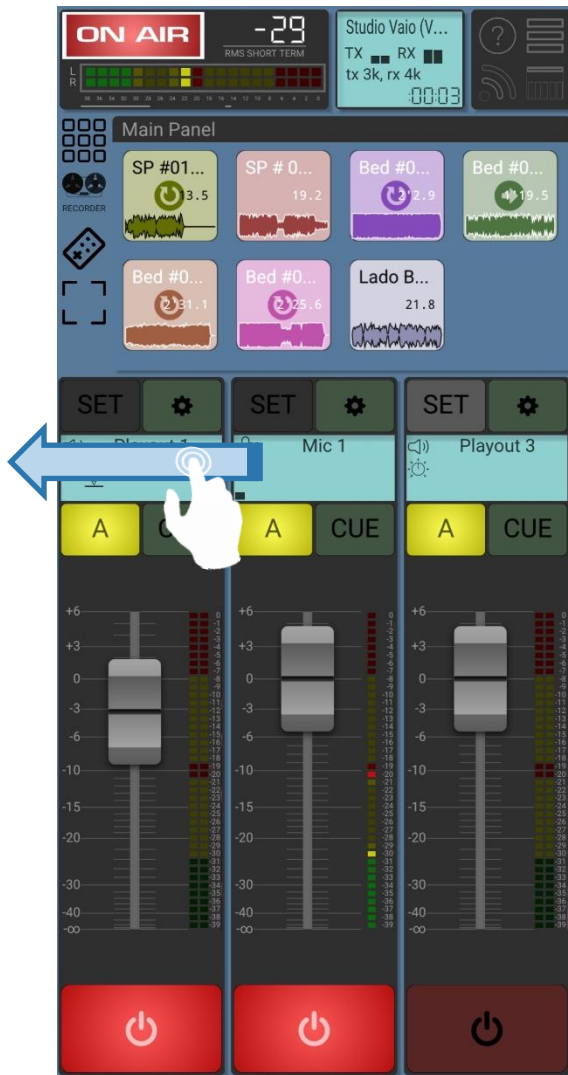 ON AIR
-29
RMS SHORT TERM
L
R
Studio Vaio (V...
TX RX
tx 3k, rx 4k
:00:03
?
Main Panel
RECORDER
SP #01...
13.5
SP # 0...
19.2
Bed #0...
2'2.9
Bed #0...
19.5
Bed #0...
2'31.1
Bed #0...
2'25.6
Lado B...
21.8
SET SET SET
Mic 1 Playout 3
A A CUE A CUE
+6 +6 +6
+3 +3 +3
0 0 0
-3 -3 -3
-6 -6 -6
-10 -10 -10
-15 -15 -15
-20 -20 -20
-30 -30 -30
-40 -40 -40
-∞ -∞ -∞